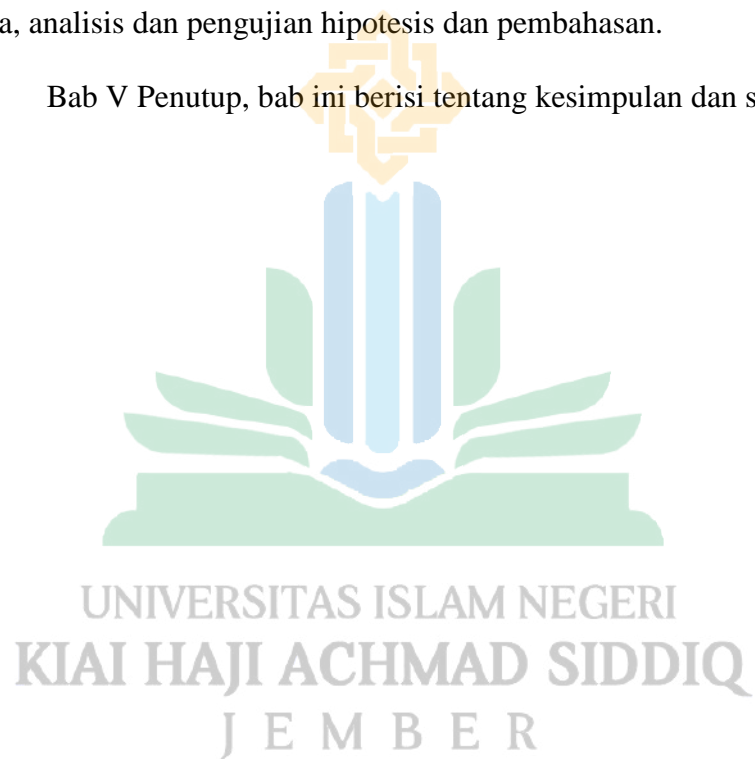 analisis dan pengujian hipotesis dan pembahasan.
Bab V Penutup, bab ini berisi tentang kesimpulan dan
UNIVERSITAS ISLAM NEGERI
KIAI HAJI ACHMAD SIDDIQ
JEMBER